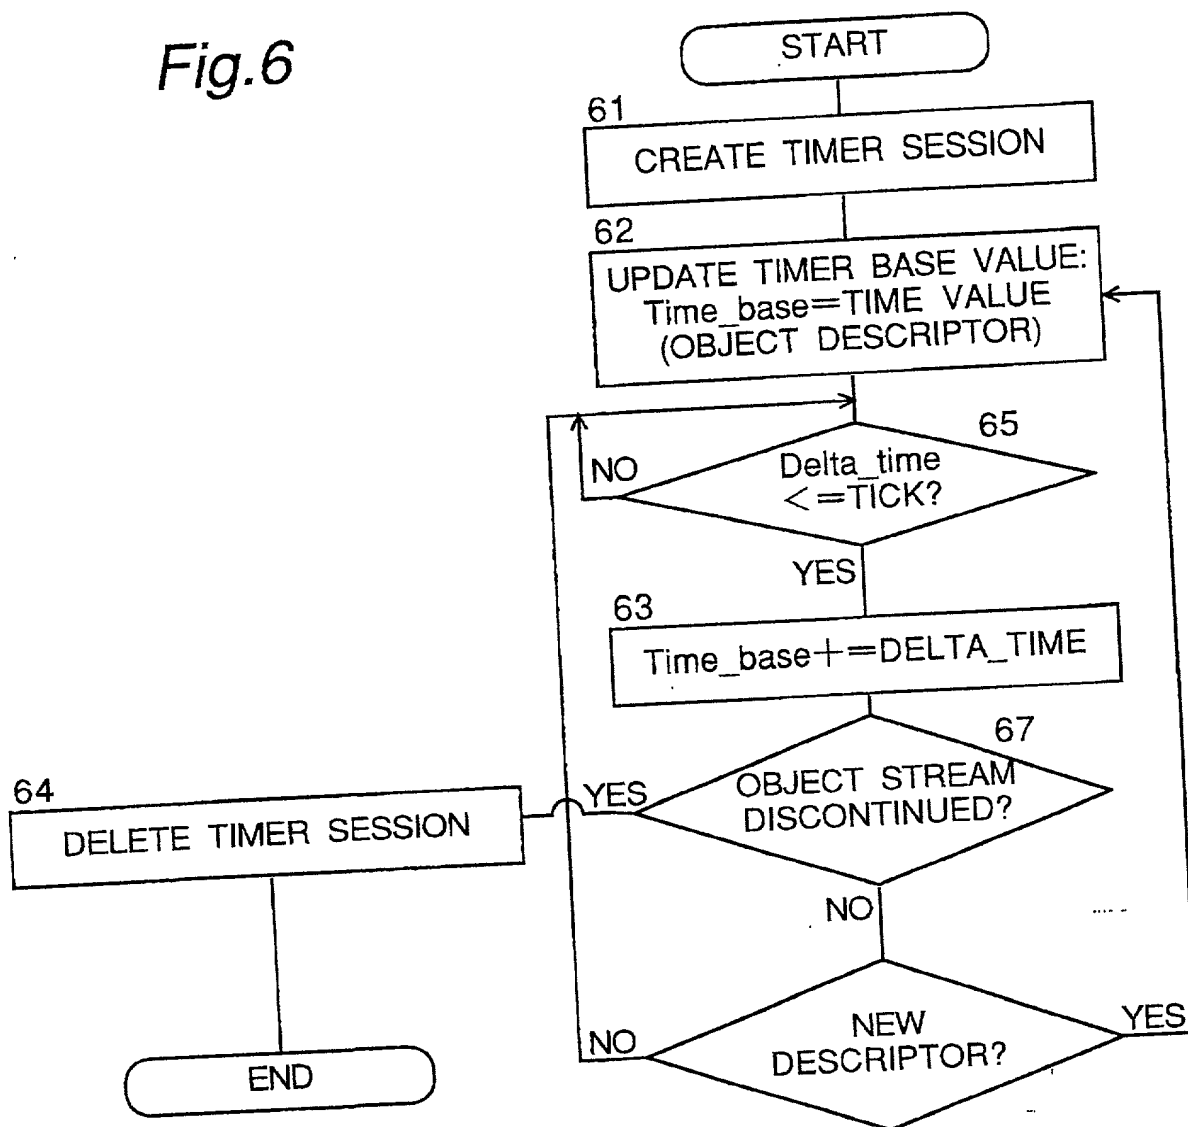 Fig.6
START
61
CREATE TIMER SESSION
62
UPDATE TIMER BASE VALUE:
Time_base=TIME VALUE
(OBJECT DESCRIPTOR)
65
NO
Delta_time
<=TICK?
YES
63
Time_base+=DELTA_TIME
67
YES
OBJECT STREAM
DISCONTINUED?
64
DELETE TIMER SESSION
NO
NO
NEW
DESCRIPTOR?
YES
END